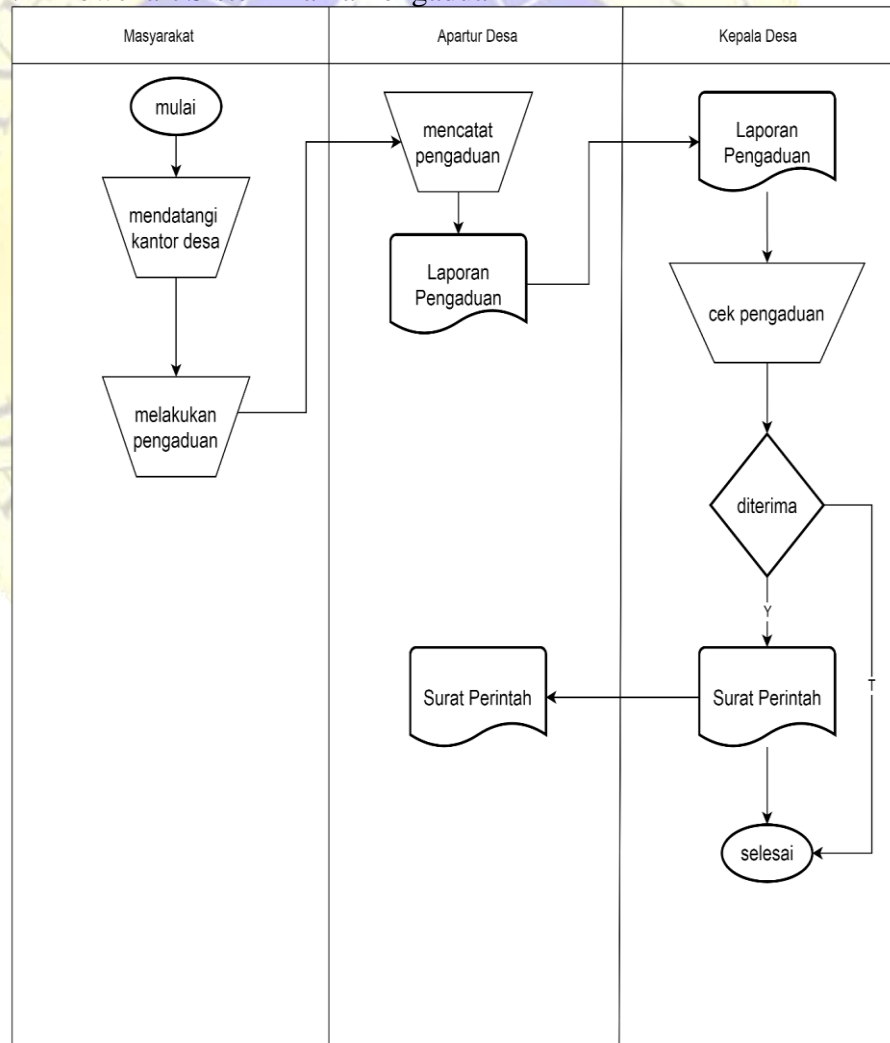 Masyarakat
Apartur Desa
Kepala Desa
mulai
mendatangi
kantor desa
melakukan
pengaduan
mencatat
pengaduan
Laporan
Pengaduan
Laporan
Pengaduan
cek pengaduan
diterima
Y
T
Surat Perintah
Surat Perintah
selesai